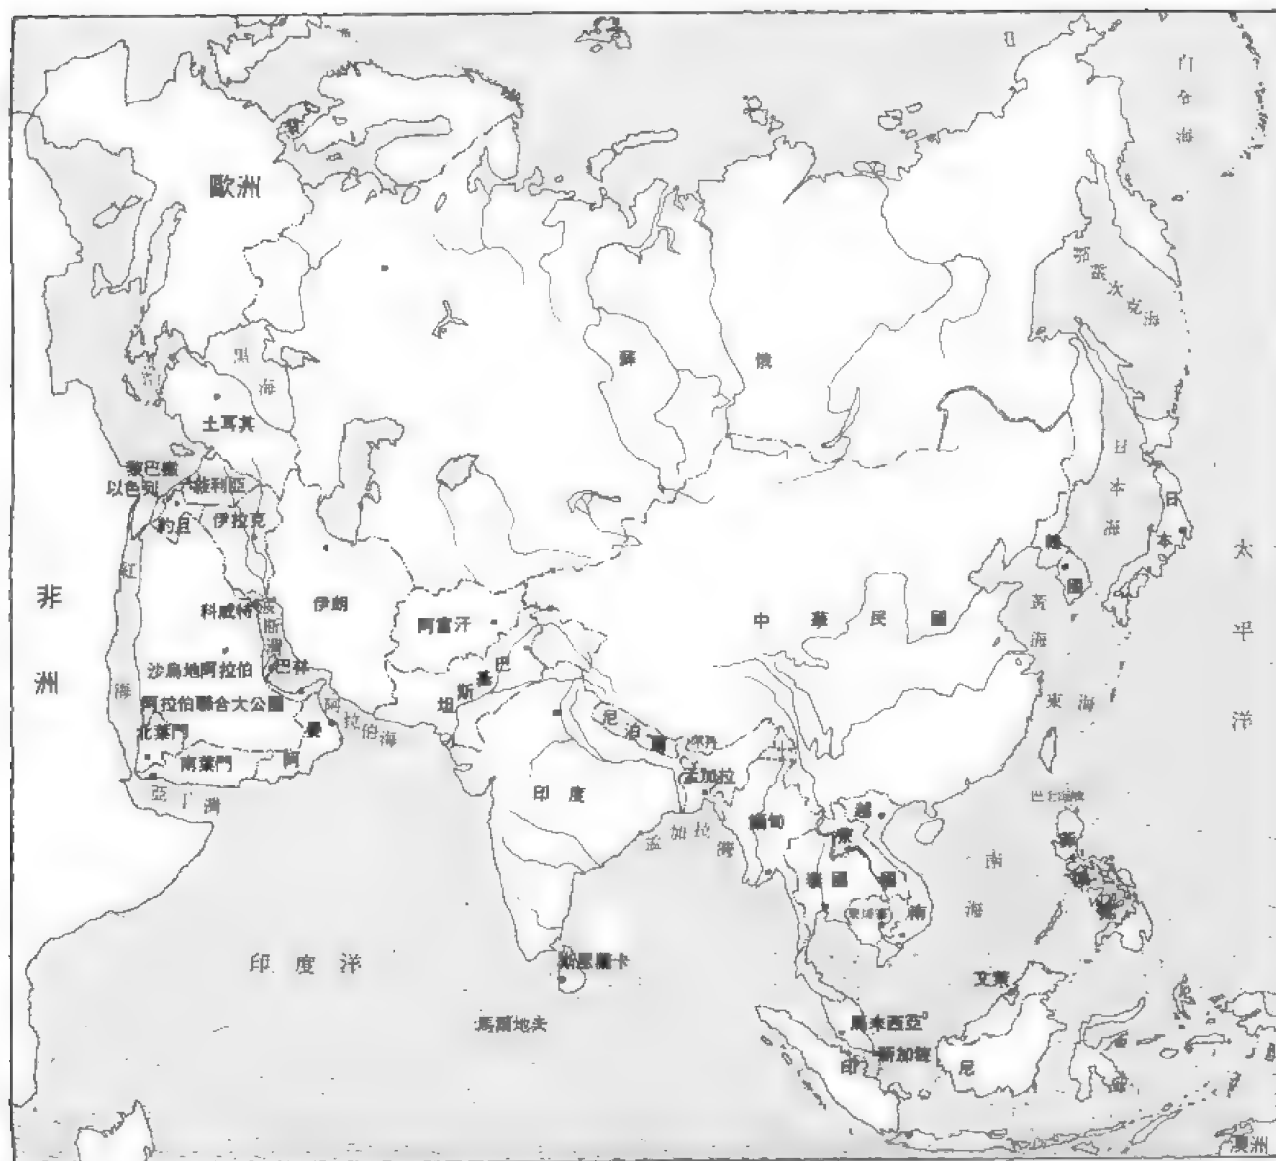 白令海
歐洲
鄂霍次克海
黑海
蘇俄
土耳其
黎巴嫩
以色列
敍利亞
約旦
伊拉克
日本海
日本
太平洋
非洲
紅海
科威特
波斯灣
伊朗
阿富汗
中華民國
韓國
黃海
沙烏地阿拉伯
巴林
巴基斯坦
阿拉伯聯合大公國
阿拉伯海
東海
北葉門
南葉門
阿曼
尼泊爾
亞丁灣
印度
孟加拉
孟加拉灣
緬甸
越南
寮國
泰國
南海
印度洋
斯里蘭卡
文萊
馬爾地夫
馬來西亞
新加坡
印尼
澳洲